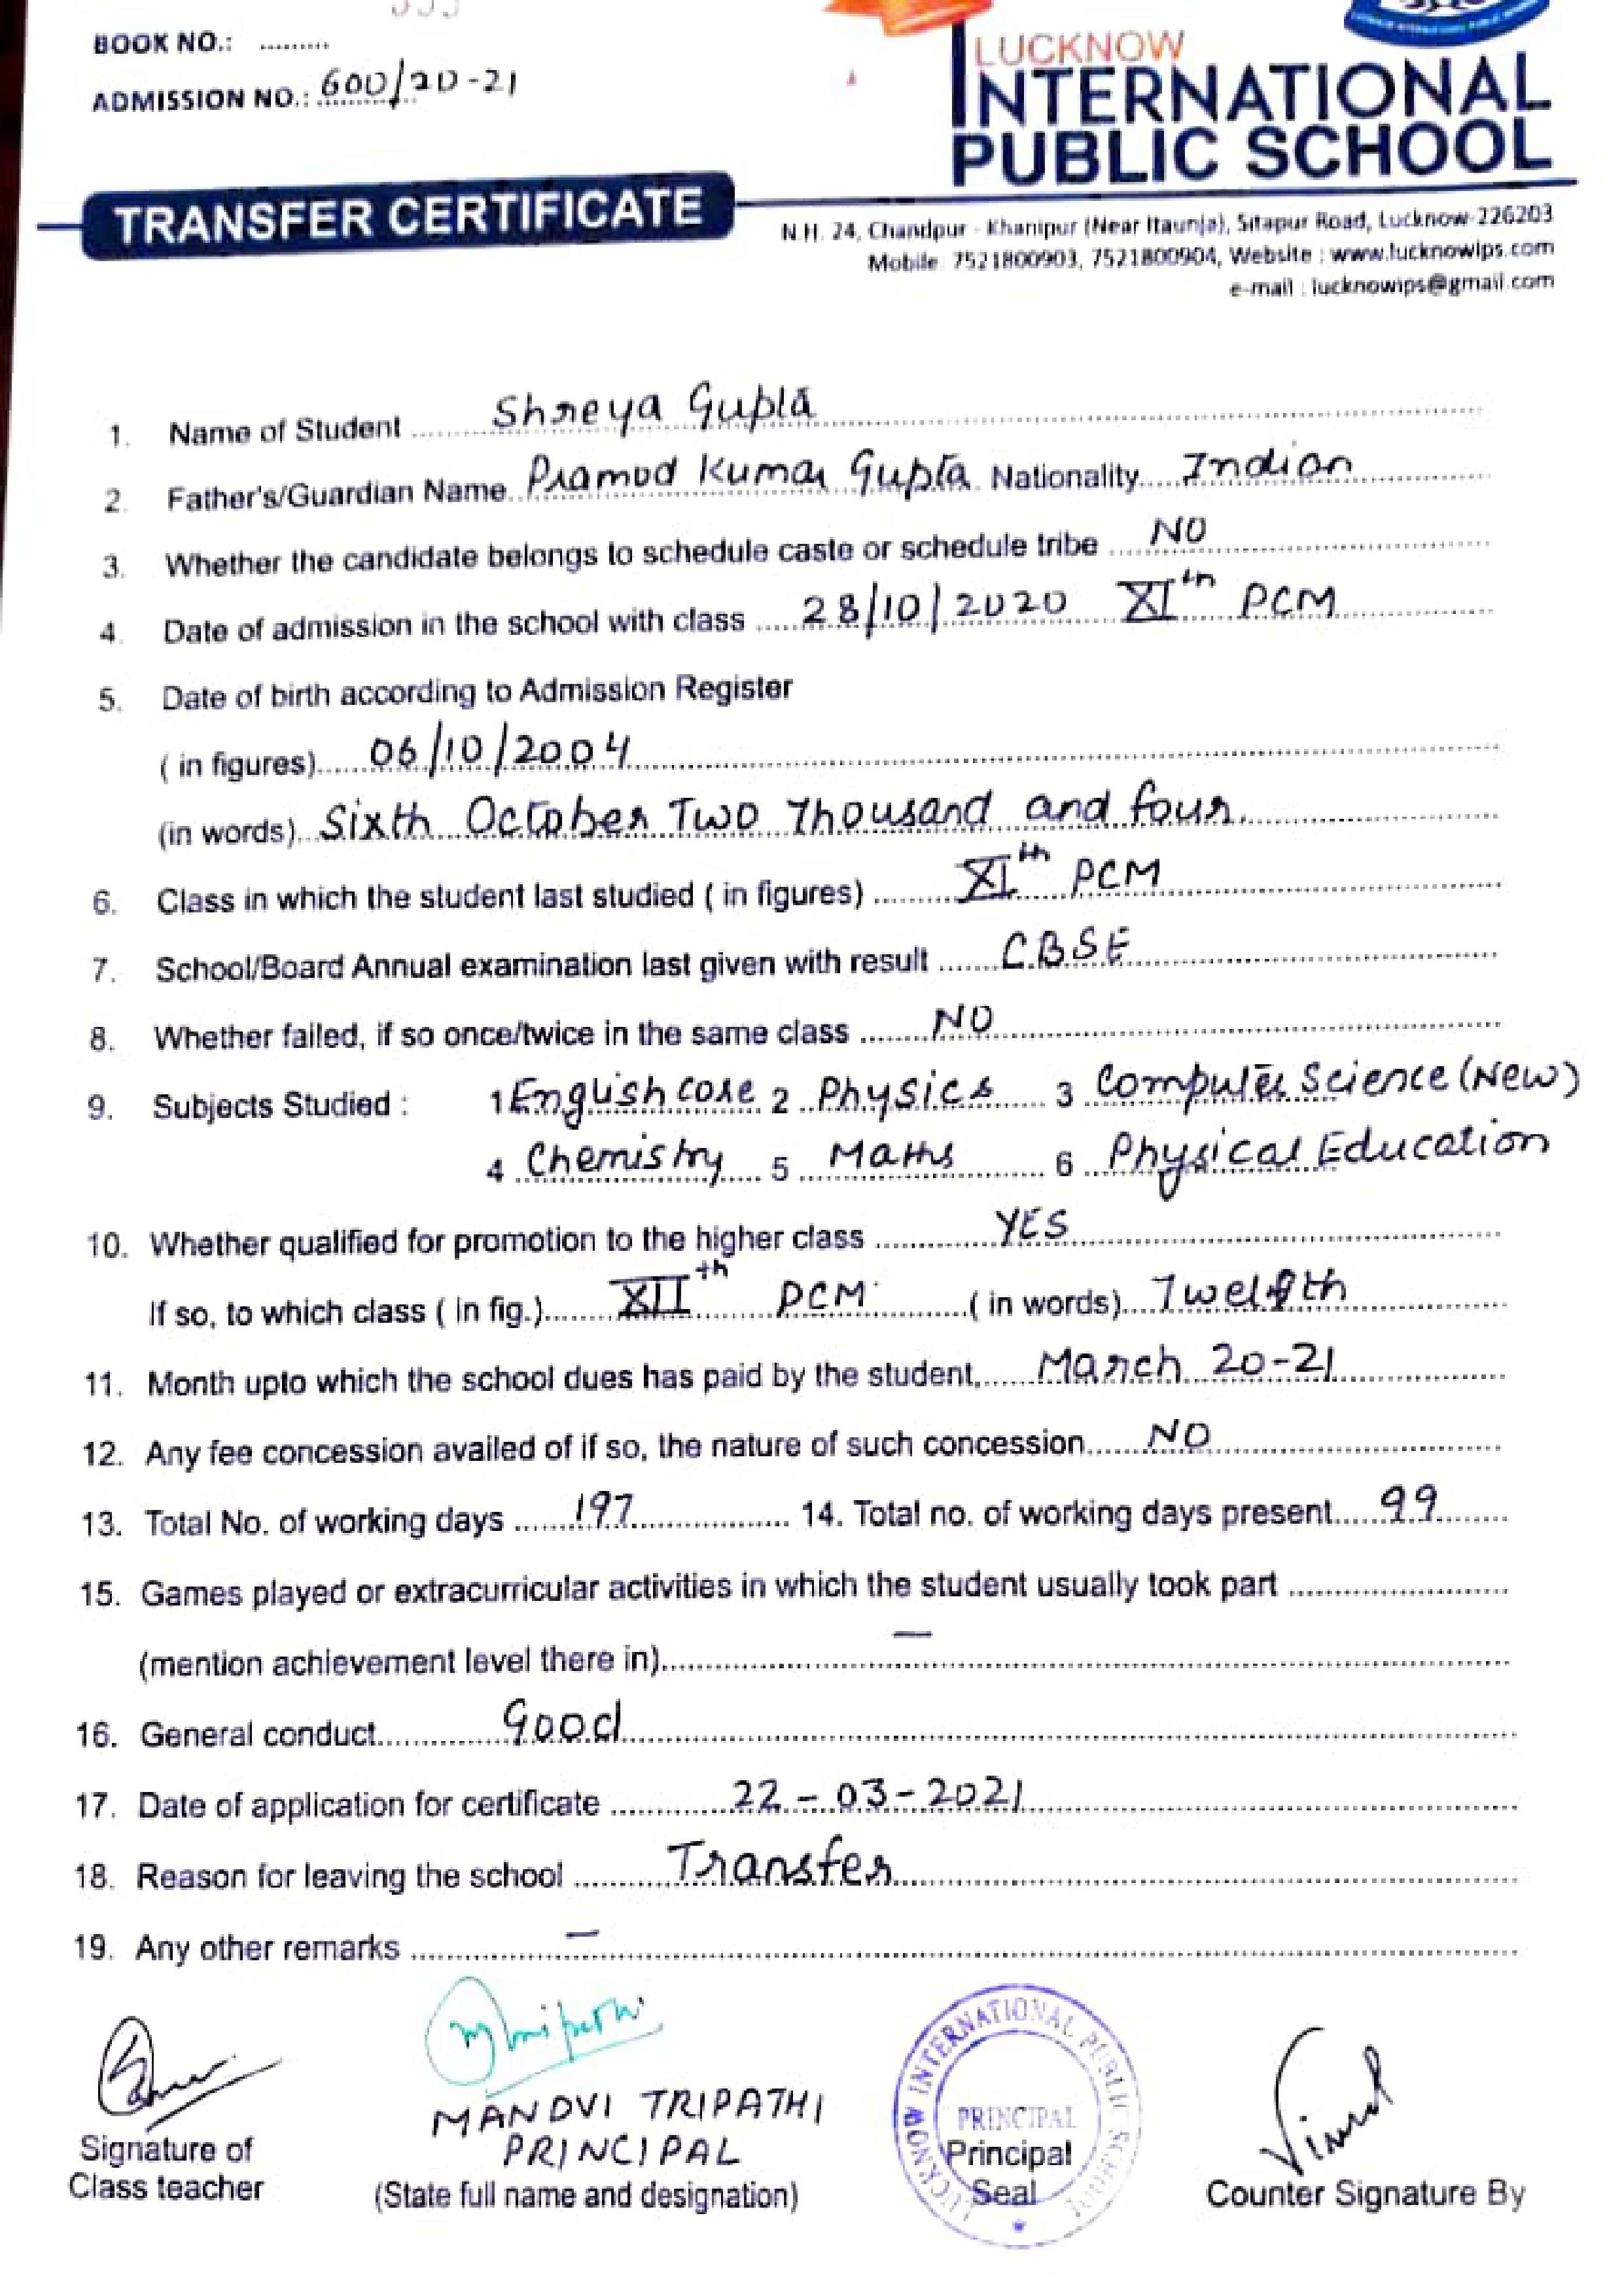 BOOK NO.: .........
ADMISSION NO.: 600/20-21
LUCKNOW
INTERNATIONAL
PUBLIC SCHOOL
TRANSFER CERTIFICATE
N.H. 24, Chandpur - Khanipur (Near Itaunja), Sitapur Road, Lucknow-226203
Mobile: 7521800903, 7521800904, Website : www.lucknowips.com
e-mail : lucknowips@gmail.com
1. Name of Student Shreya Gupta
2. Father's/Guardian Name Pramod Kumar Gupta Nationality Indian
3. Whether the candidate belongs to schedule caste or schedule tribe NO
4. Date of admission in the school with class 28/10/2020 XIth PCM
5. Date of birth according to Admission Register
( in figures) 06/10/2004
(in words) Sixth October Two Thousand and four
6. Class in which the student last studied ( in figures) XIth PCM
7. School/Board Annual examination last given with result C.B.S.E
8. Whether failed, if so once/twice in the same class NO
9. Subjects Studied : 1 English core 2 Physics 3 Computer Science (New)
4 Chemistry 5 Maths 6 Physical Education
10. Whether qualified for promotion to the higher class YES
If so, to which class ( in fig.) XIIth PCM ( in words) Twelfth
11. Month upto which the school dues has paid by the student, March 20-21
12. Any fee concession availed of if so, the nature of such concession NO
13. Total No. of working days 197 14. Total no. of working days present 99
15. Games played or extracurricular activities in which the student usually took part
(mention achievement level there in) —
16. General conduct Good
17. Date of application for certificate 22-03-2021
18. Reason for leaving the school Transfer
19. Any other remarks —
MANDVI TRIPATHI
PRINCIPAL
Signature of
Class teacher
(State full name and designation)
LUCKNOW INTERNATIONAL PUBLIC SCHOOL
PRINCIPAL
Principal
Seal
Counter Signature By